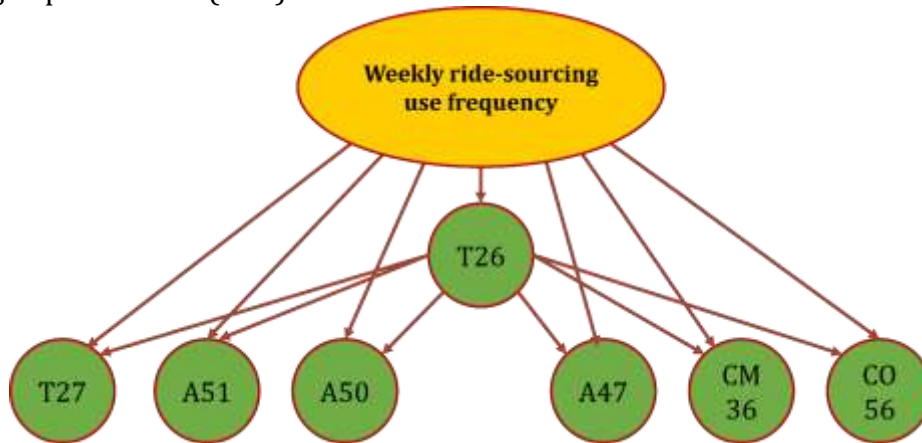 Weekly ride-sourcing
use frequency
T26
T27
A51
A50
A47
CM
36
CO
56